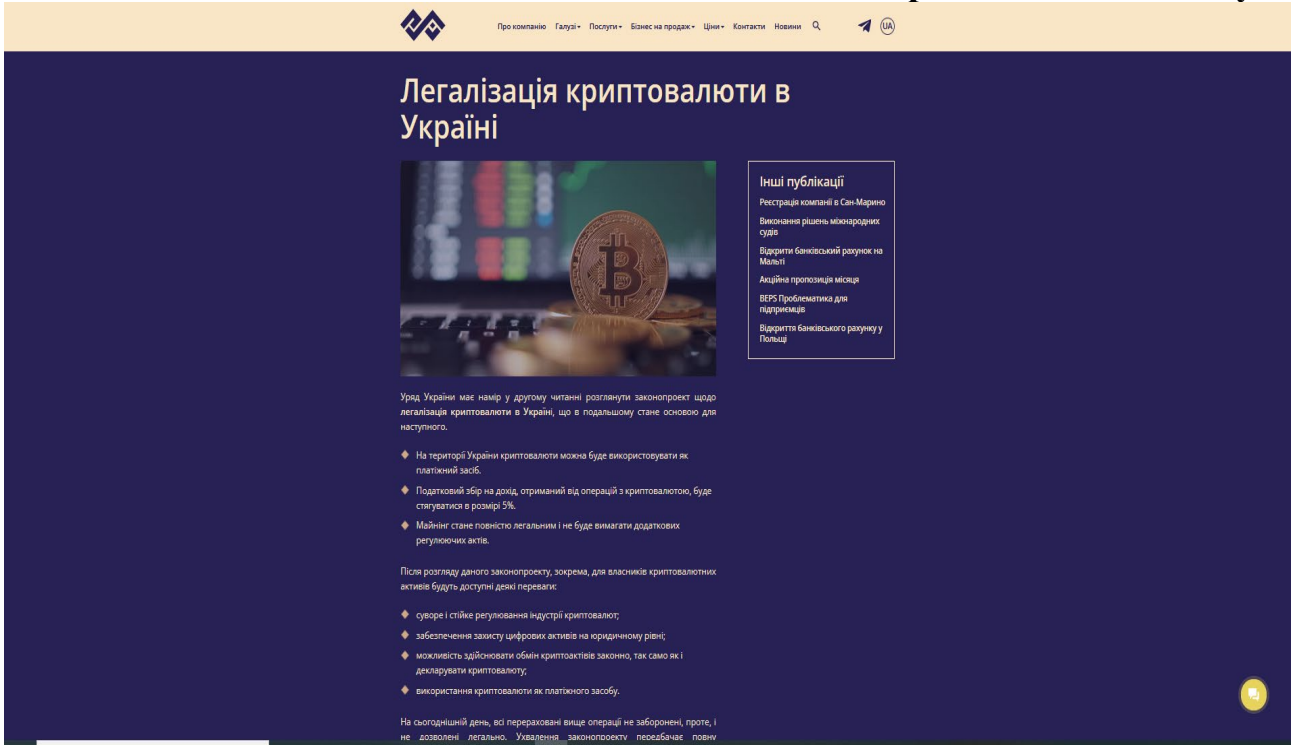 Про компанію Галузі Послуги Бізнес на продаж Ціни Контакти Новини UA
Легалізація криптовалюти в
Україні
Інші публікації
Реєстрація компанії в Сан-Марино
Виконання рішень міжнародних
судів
Відкрити банківський рахунок на
Мальті
Акційна пропозиція місяця
BEPS Проблематика для
підприємців
Відкриття банківського рахунку у
Польщі
Уряд України має намір у другому читанні розглянути законопроект щодо
легалізація криптовалюти в Україні, що в подальшому стане основою для
наступного.
На території України криптовалюти можна буде використовувати як
платіжний засіб.
Податковий збір на дохід, отриманий від операцій з криптовалютою, буде
стягуватися в розмірі 5%.
Майнінг стане повністю легальним і не буде вимагати додаткових
регулюючих актів.
Після розгляду даного законопроекту, зокрема, для власників криптовалютних
активів будуть доступні деякі переваги:
суворе і стійке регулювання індустрії криптовалют;
забезпечення захисту цифрових активів на юридичному рівні;
можливість здійснювати обмін криптоактівів законно, так само як і
декларувати криптовалюту;
використання криптовалюти як платіжного засобу.
На сьогоднішній день, всі перераховані вище операції не заборонені, проте, і
не дозволені легально. Ухвалення законопроекту передбачає повну